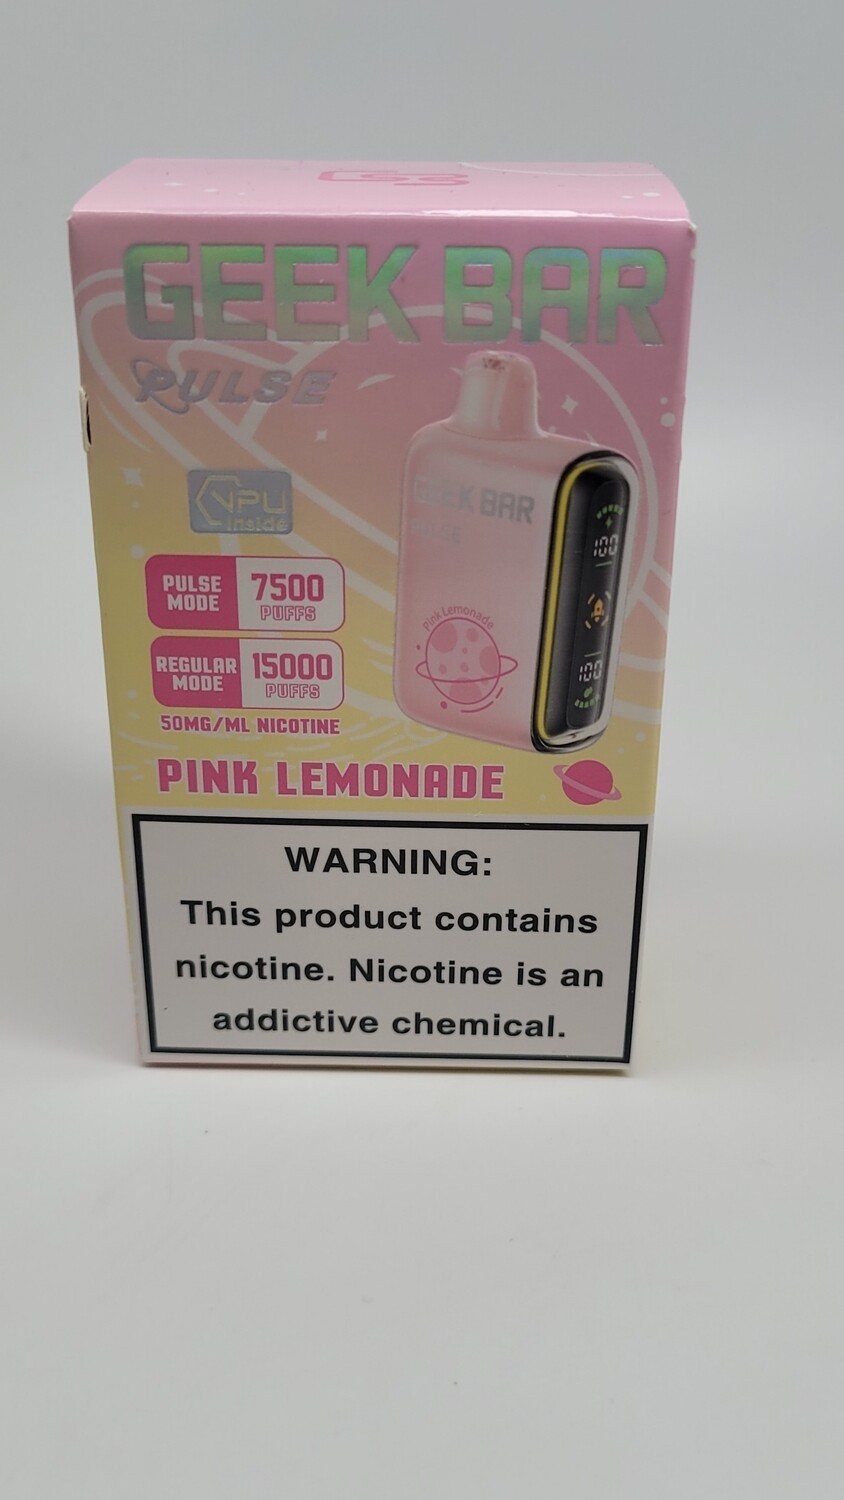 GEEK BAR
PULSE
VPU
inside
PULSE
MODE
7500
PUFFS
REGULAR
MODE
15000
PUFFS
50MG/ML NICOTINE
PINK LEMONADE
GEEK BAR
PULSE
Pink Lemonade
100
100
WARNING:
This product contains
nicotine. Nicotine is an
addictive chemical.